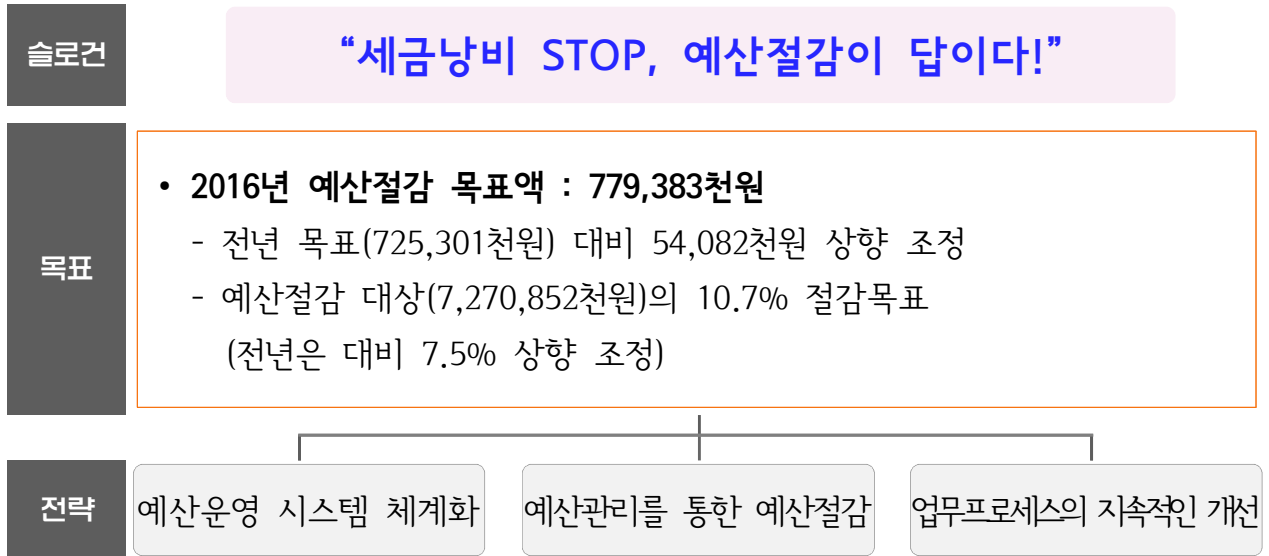 슬로건
“세금낭비 STOP, 예산절감이 답이다!”
목표
• 2016년 예산절감 목표액 : 779,383천원
- 전년 목표(725,301천원) 대비 54,082천원 상향 조정
- 예산절감 대상(7,270,852천원)의 10.7% 절감목표
(전년은 대비 7.5% 상향 조정)
전략
예산운영 시스템 체계화
예산관리를 통한 예산절감
업무프로세스의 지속적인 개선